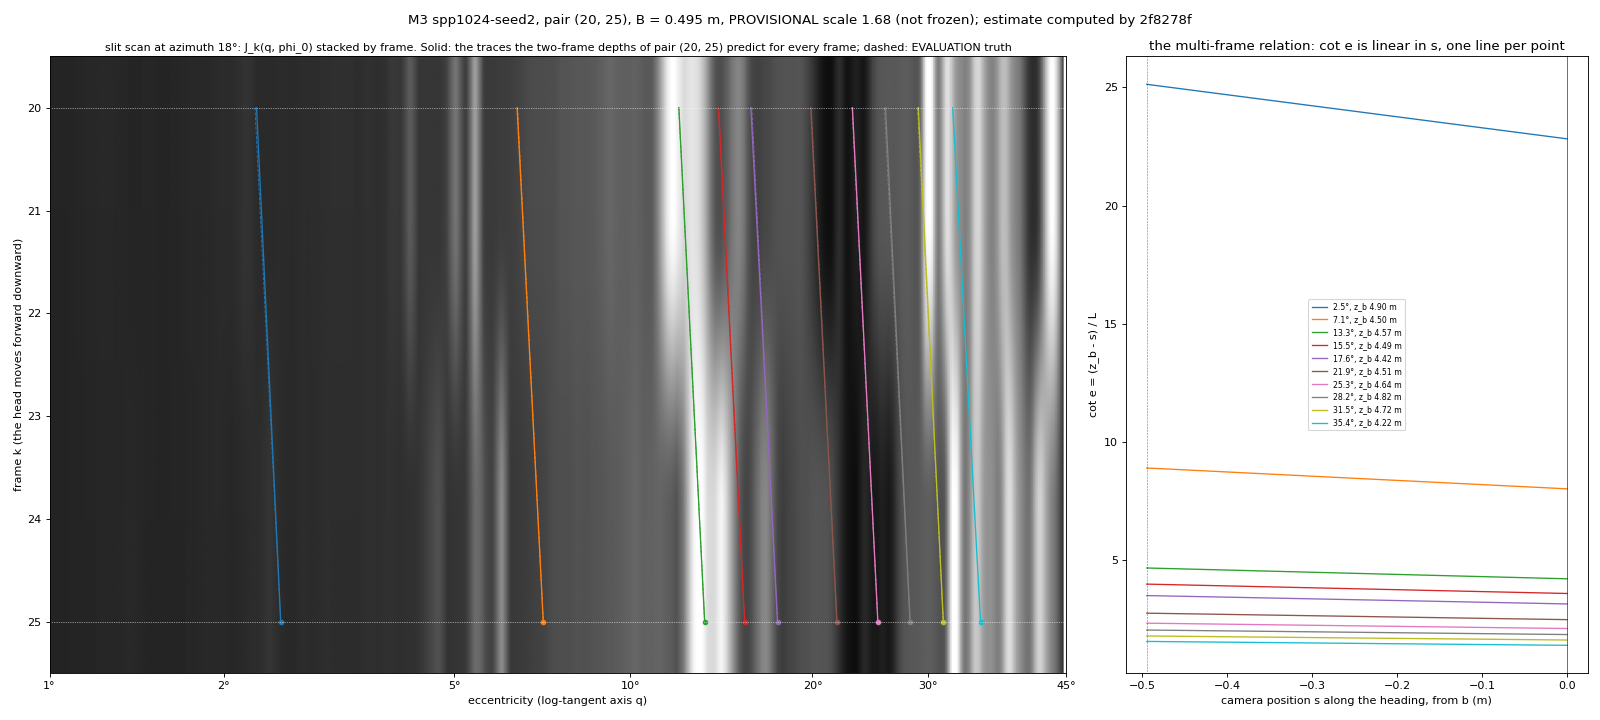 M3 spp1024-seed2, pair (20, 25), B = 0.495 m, PROVISIONAL scale 1.68 (not frozen); estimate computed by 2f8278f
slit scan at azimuth 18°: J_k(q, phi_0) stacked by frame. Solid: the traces the two-frame depths of pair (20, 25) predict for every frame; dashed: EVALUATION truth
frame k (the head moves forward downward)
20
21
22
23
24
25
1°
2°
5°
10°
20°
30°
45°
eccentricity (log-tangent axis q)
the multi-frame relation: cot e is linear in s, one line per point
cot e = (z_b - s) / L
25
20
15
10
5
2.5°, z_b 4.90 m
7.1°, z_b 4.50 m
13.3°, z_b 4.57 m
15.5°, z_b 4.49 m
17.6°, z_b 4.42 m
21.9°, z_b 4.51 m
25.3°, z_b 4.64 m
28.2°, z_b 4.82 m
31.5°, z_b 4.72 m
35.4°, z_b 4.22 m
−0.5
−0.4
−0.3
−0.2
−0.1
0.0
camera position s along the heading, from b (m)